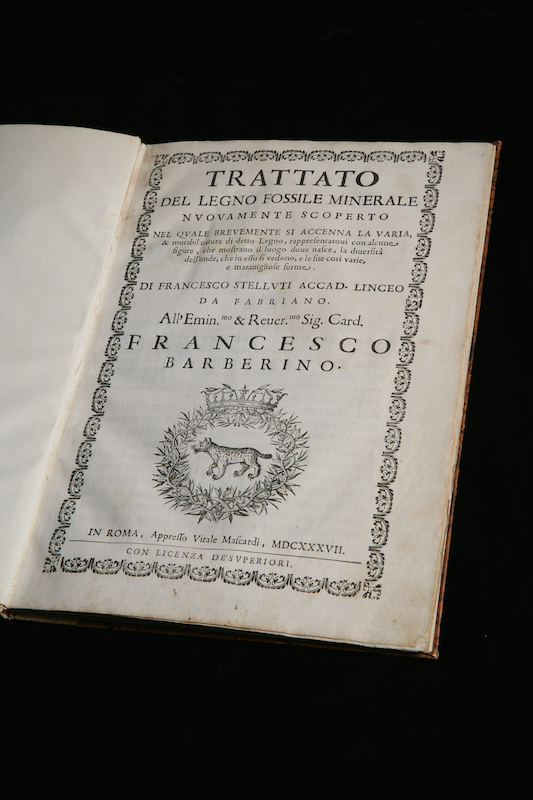 TRATTATO
DEL LEGNO FOSSILE MINERALE
NVOVAMENTE SCOPERTO
NEL QVALE BREVEMENTE SI ACCENNA LA VARIA,
& mutabil natura di detto Legno, rappresentatoui con alcune
figure, che mostrano il luogo doue nasce, la diuersità
dell'onde, che in esso si vedono, e le sue così varie,
e marauigliose forme.
DI FRANCESCO STELLVTI ACCAD. LINCEO
DA FABRIANO.
All'Emin.mo & Reuer.mo Sig. Card.
FRANCESCO
BARBERINO.
IN ROMA, Appresso Vitale Mascardi, MDCXXXVII.
CON LICENZA DE'SVPERIORI.